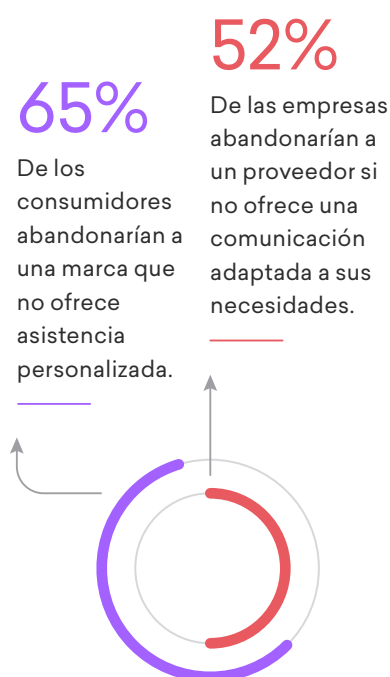 65%
De los
consumidores
abandonarían a
una marca que
no ofrece
asistencia
personalizada.
52%
De las empresas
abandonarían a
un proveedor si
no ofrece una
comunicación
adaptada a sus
necesidades.